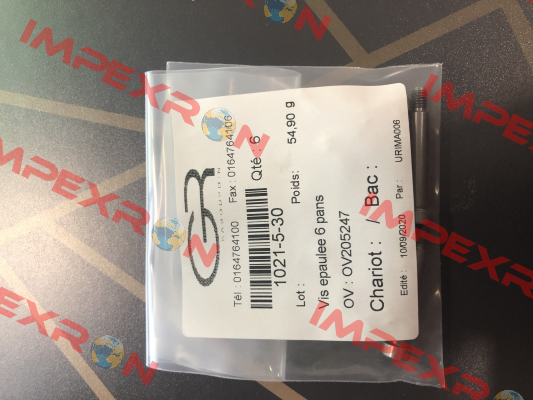 Tél : 0164764100 Fax : 0164764106
Qté : 6
1021-5-30
Lot : Poids: 54,90 g
Vis epaulee 6 pans
OV : OV205247
Chariot : / Bac :
Edité : 10/09/2020 Par : URIMA006
IMPEXRON
IMPEXRON
IMPEXRON
IMPEXRON